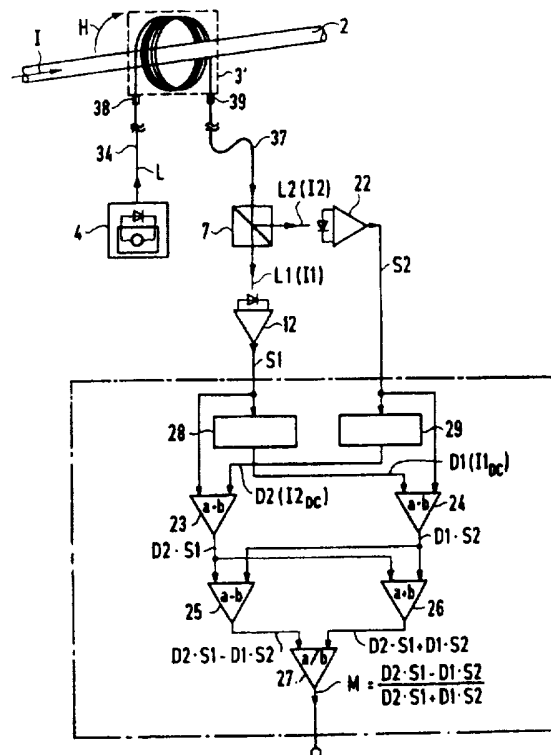 H
2
I
3'
38
39
34
37
L
L2(I2)
22
4
7
L1(I1)
S2
12
S1
28
29
D1(I1DC)
D2(I2DC)
23
a·b
a·b
24
D2·S1
D1·S2
25
a-b
a+b
26
D2·S1-D1·S2
D2·S1+D1·S2
27
a/b
M = D2·S1-D1·S2
D2·S1+D1·S2